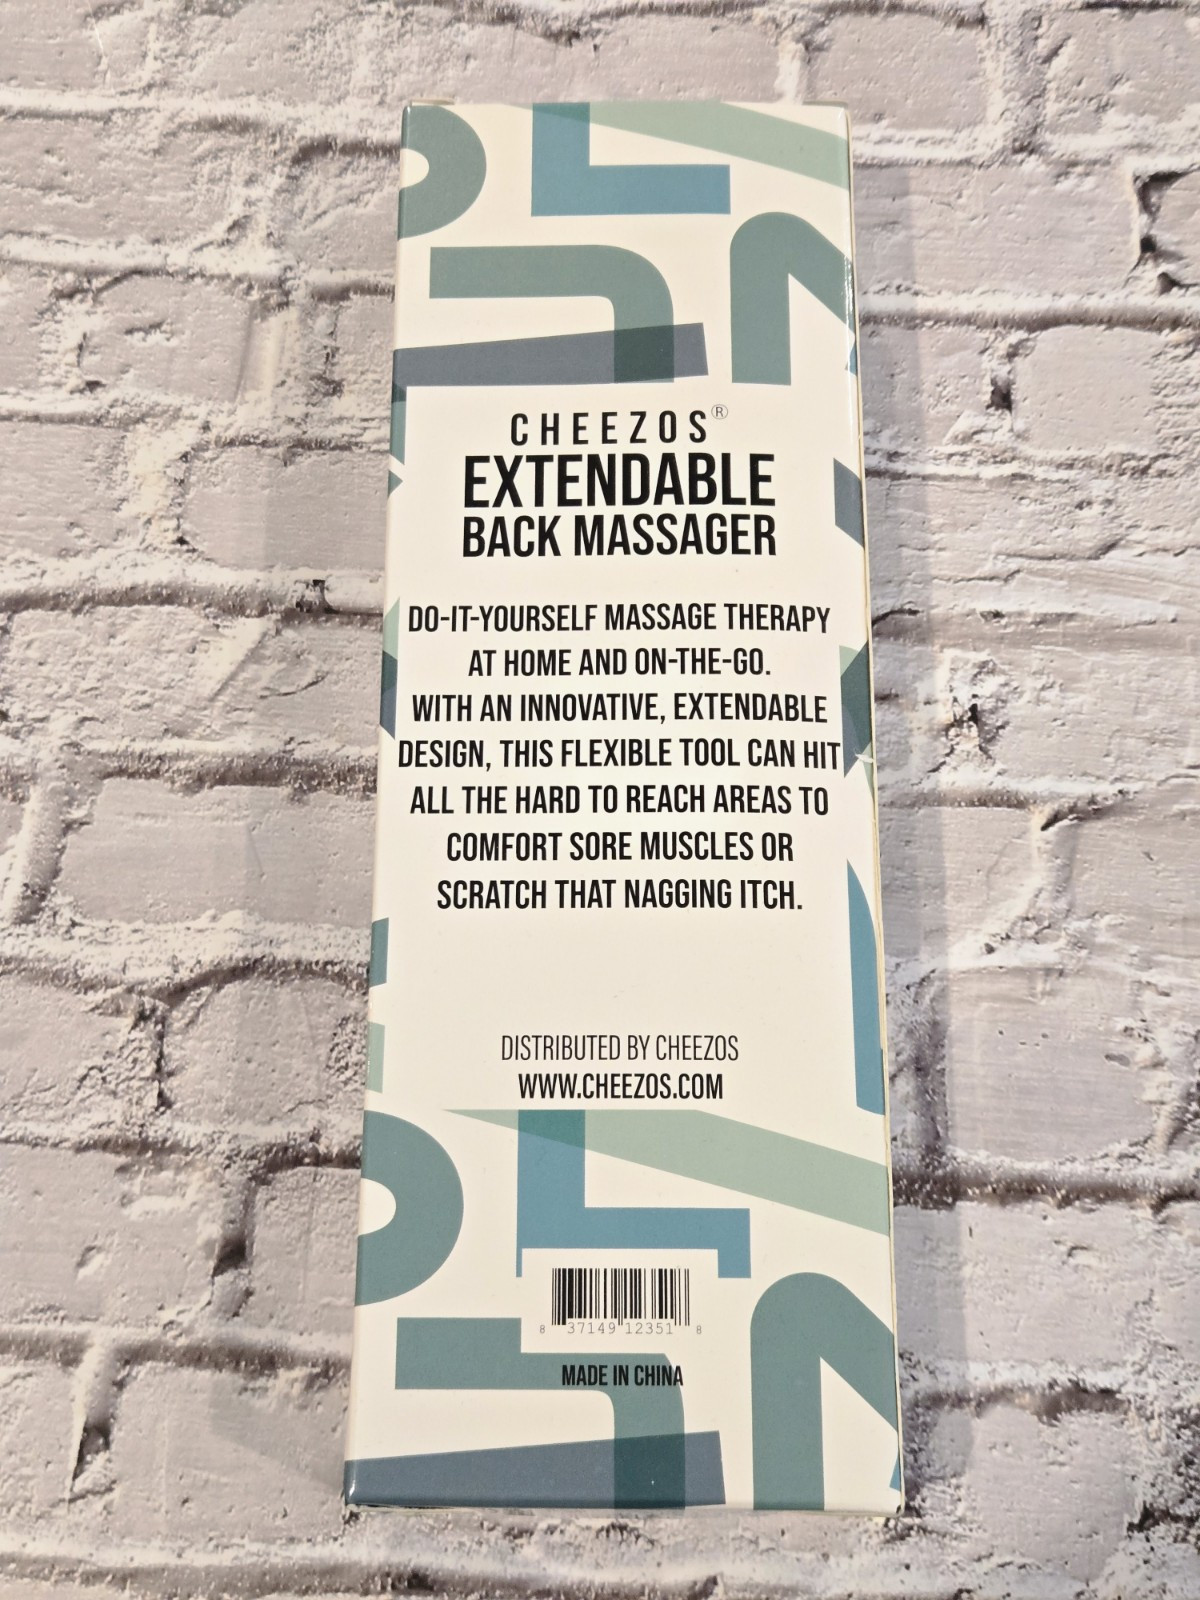 CHEEZOS®
EXTENDABLE
BACK MASSAGER
DO-IT-YOURSELF MASSAGE THERAPY
AT HOME AND ON-THE-GO.
WITH AN INNOVATIVE, EXTENDABLE
DESIGN, THIS FLEXIBLE TOOL CAN HIT
ALL THE HARD TO REACH AREAS TO
COMFORT SORE MUSCLES OR
SCRATCH THAT NAGGING ITCH.
DISTRIBUTED BY CHEEZOS
WWW.CHEEZOS.COM
8 37149 12351 8
MADE IN CHINA